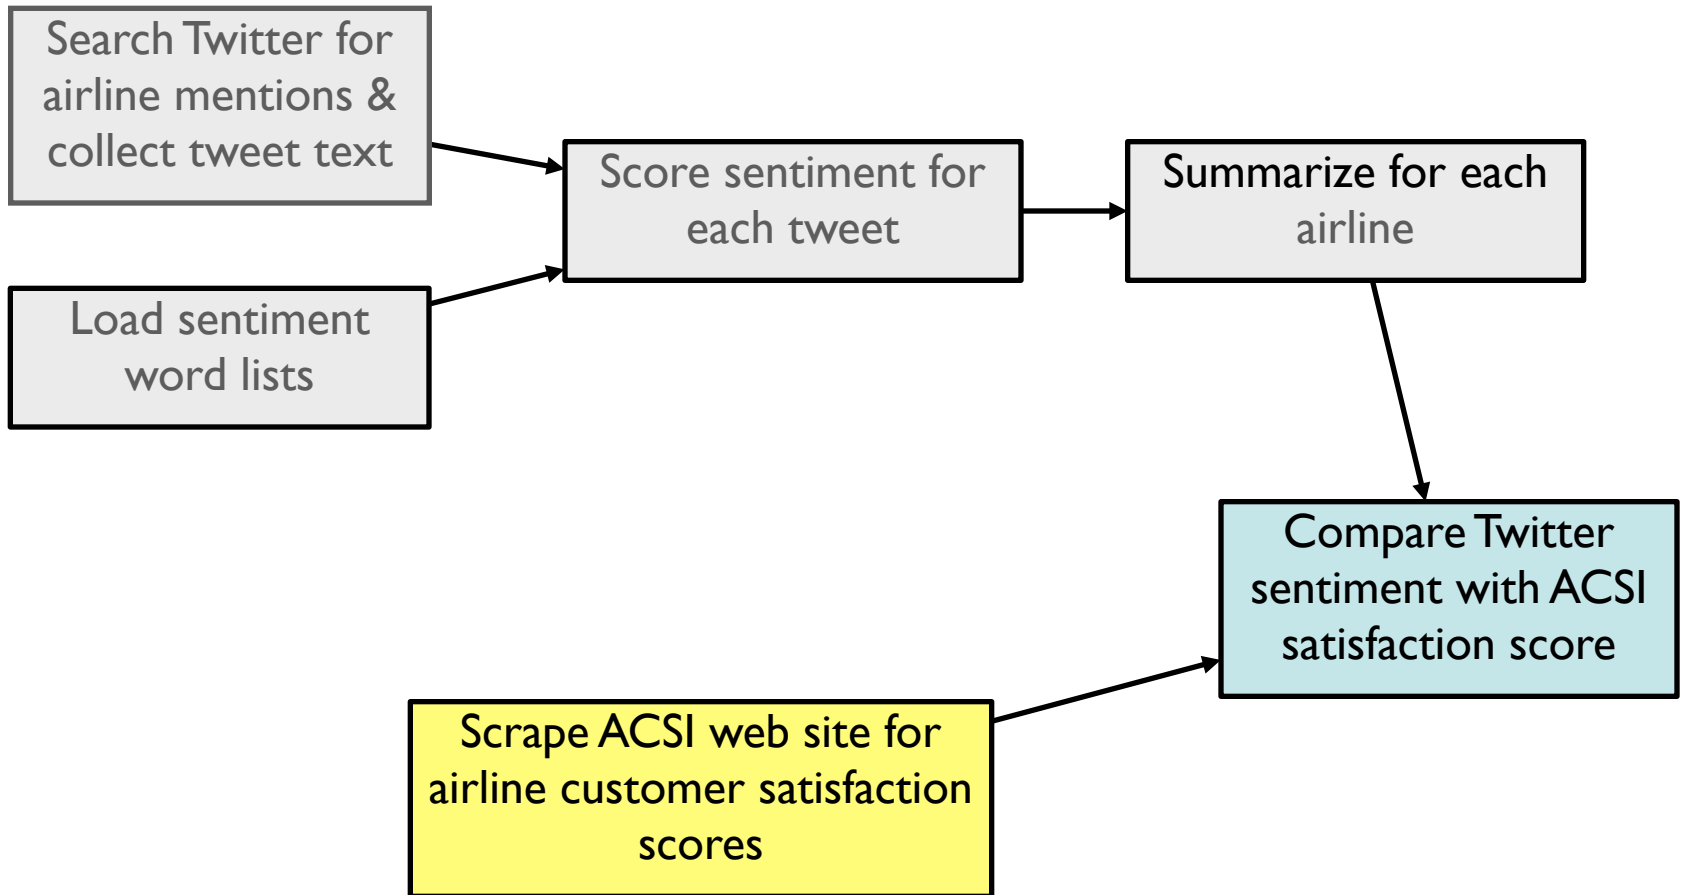 Search Twitter for
airline mentions &
collect tweet text
Load sentiment
word lists
Score sentiment for
each tweet
Summarize for each
airline
Compare Twitter
sentiment with ACSI
satisfaction score
Scrape ACSI web site for
airline customer satisfaction
scores